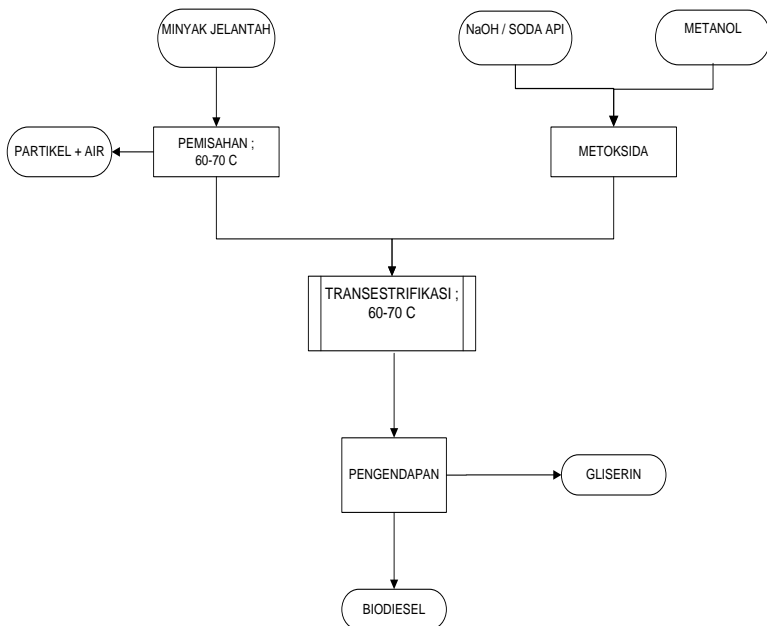 MINYAK JELANTAH
NaOH / SODA API
METANOL
PARTIKEL + AIR
PEMISAHAN ;
60-70 C
METOKSIDA
TRANSESTRIFIKASI ;
60-70 C
PENGENDAPAN
GLISERIN
BIODIESEL